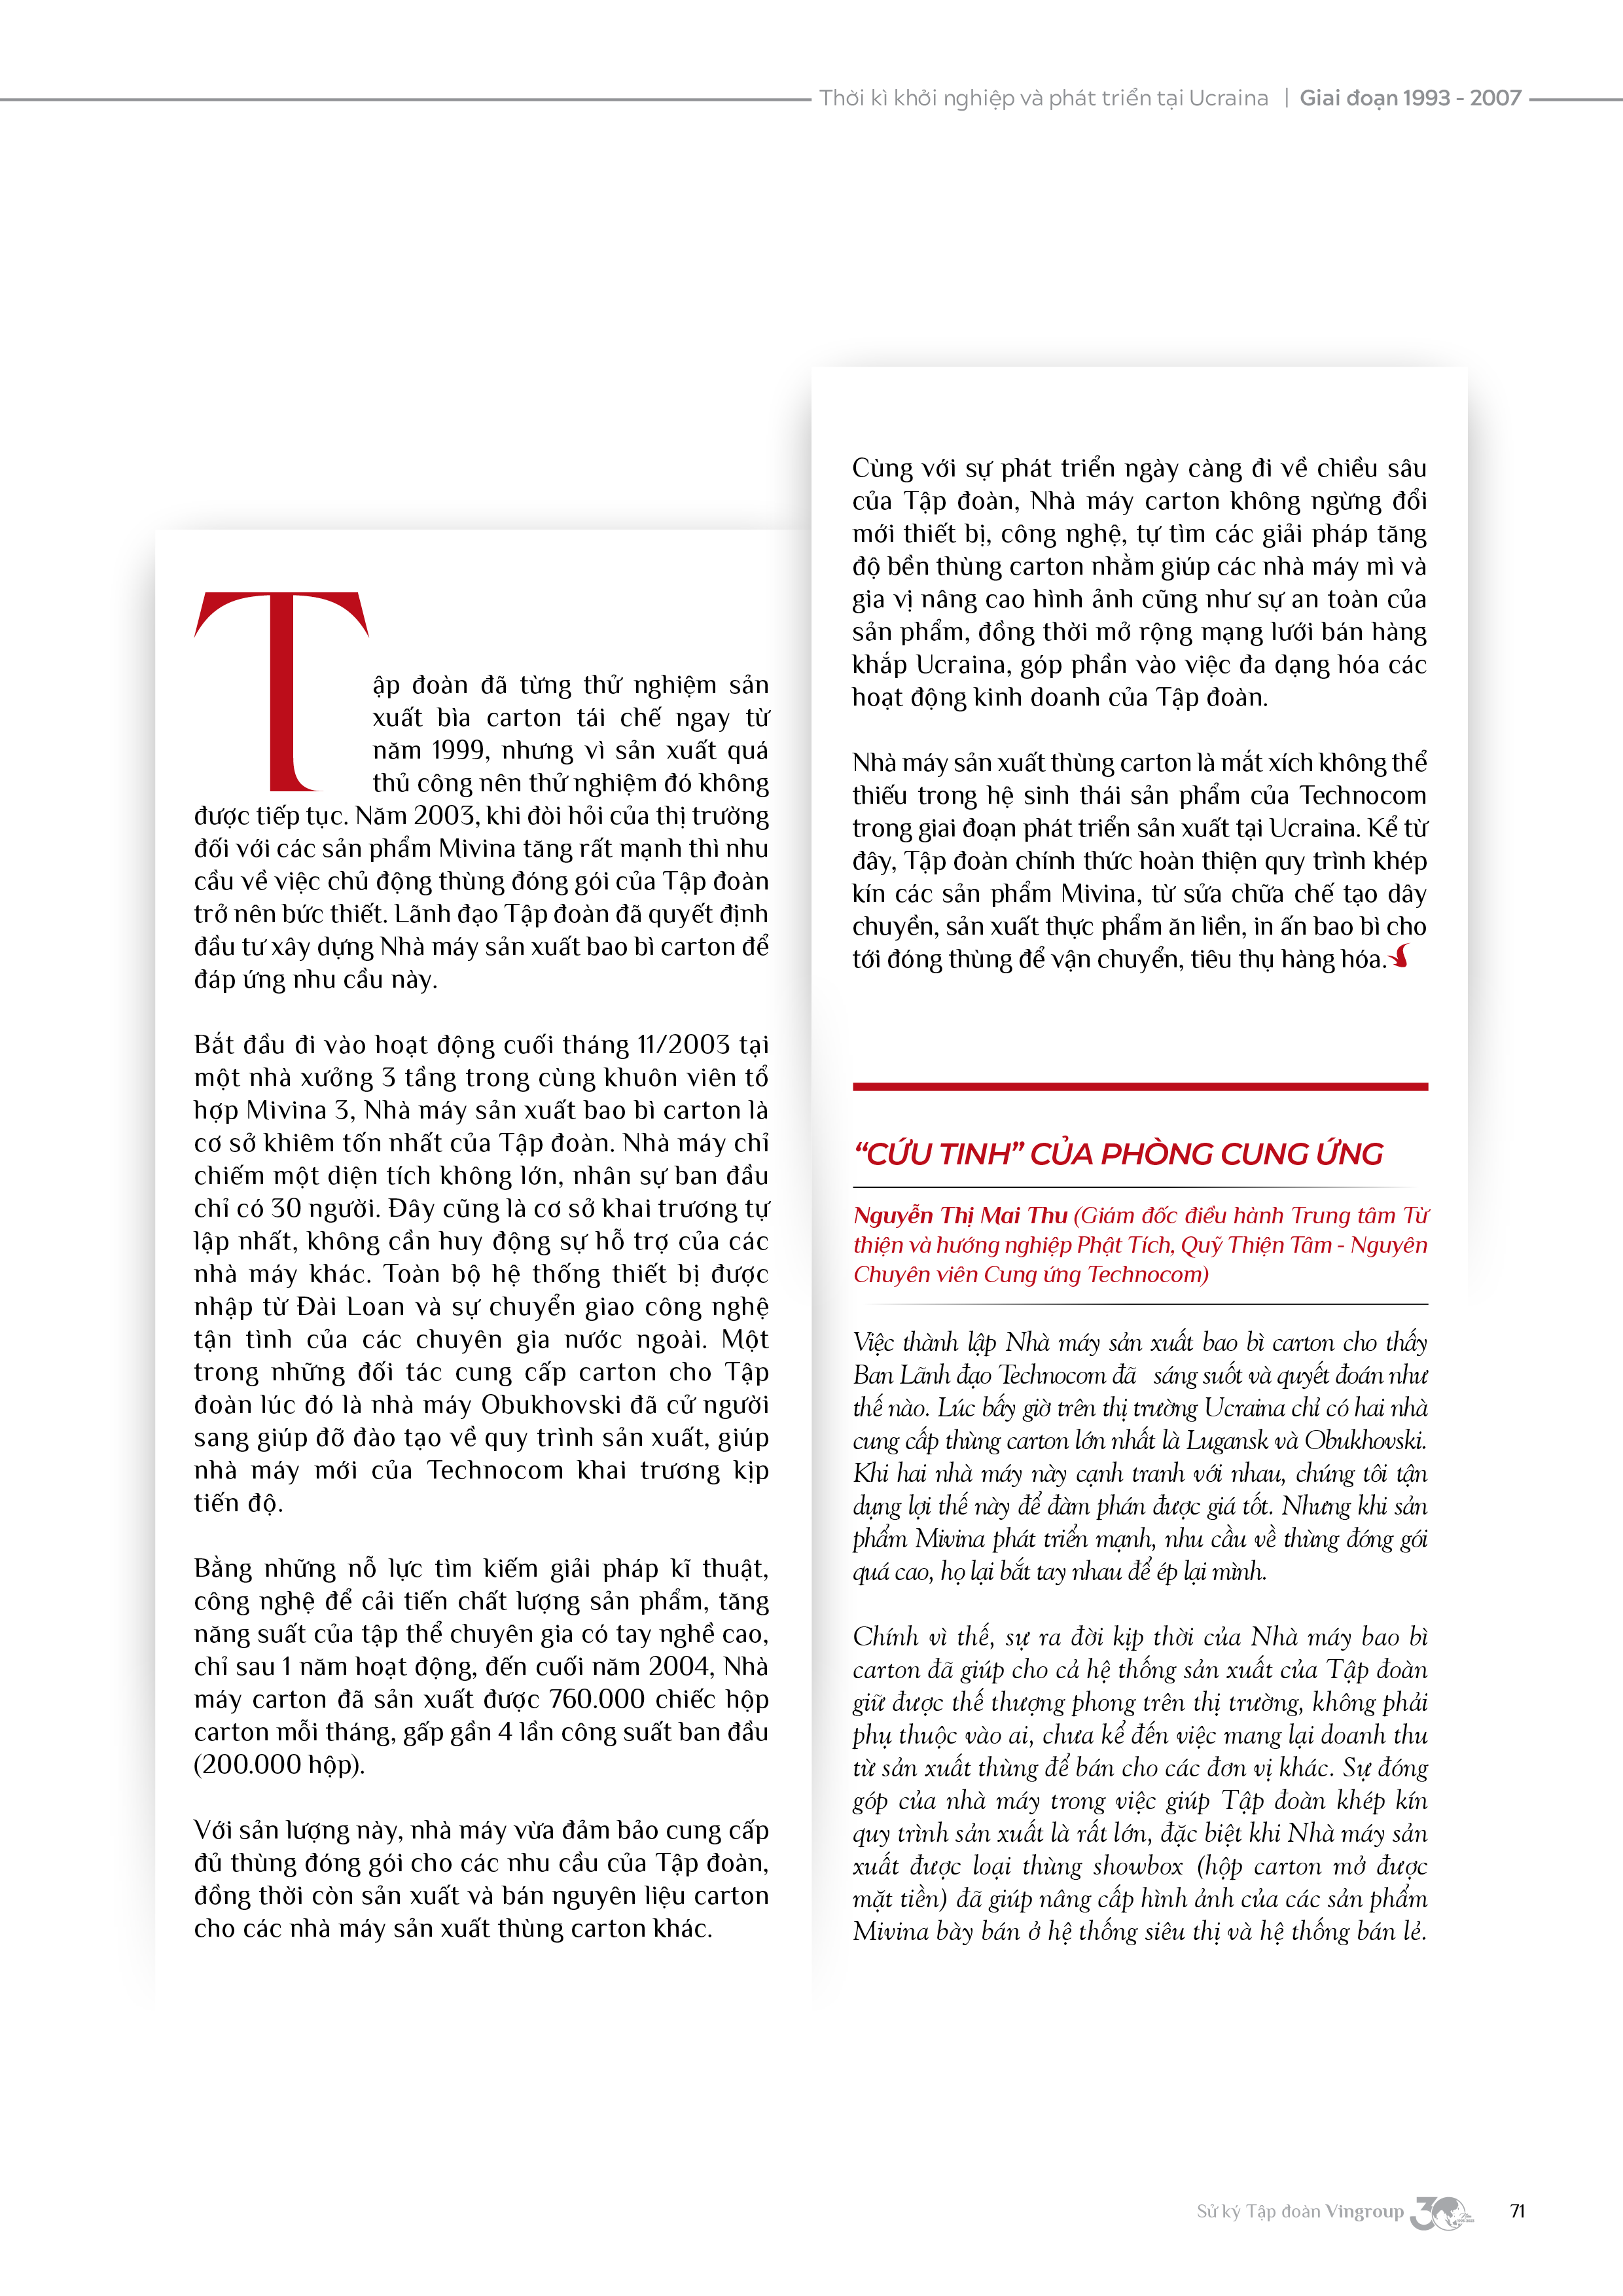 Thời kì khởi nghiệp và phát triển tại Ucraina | Giai đoạn 1993 - 2007
Tập đoàn đã từng thử nghiệm sản
xuất bìa carton tái chế ngay từ
năm 1999, nhưng vì sản xuất quá
thủ công nên thử nghiệm đó không
được tiếp tục. Năm 2003, khi đòi hỏi của thị trường
đối với các sản phẩm Mivina tăng rất mạnh thì nhu
cầu về việc chủ động thùng đóng gói của Tập đoàn
trở nên bức thiết. Lãnh đạo Tập đoàn đã quyết định
đầu tư xây dựng Nhà máy sản xuất bao bì carton để
đáp ứng nhu cầu này.
Bắt đầu đi vào hoạt động cuối tháng 11/2003 tại
một nhà xưởng 3 tầng trong cùng khuôn viên tổ
hợp Mivina 3, Nhà máy sản xuất bao bì carton là
cơ sở khiêm tốn nhất của Tập đoàn. Nhà máy chỉ
chiếm một diện tích không lớn, nhân sự ban đầu
chỉ có 30 người. Đây cũng là cơ sở khai trương tự
lập nhất, không cần huy động sự hỗ trợ của các
nhà máy khác. Toàn bộ hệ thống thiết bị được
nhập từ Đài Loan và sự chuyển giao công nghệ
tận tình của các chuyên gia nước ngoài. Một
trong những đối tác cung cấp carton cho Tập
đoàn lúc đó là nhà máy Obukhovski đã cử người
sang giúp đỡ đào tạo về quy trình sản xuất, giúp
nhà máy mới của Technocom khai trương kịp
tiến độ.
Bằng những nỗ lực tìm kiếm giải pháp kĩ thuật,
công nghệ để cải tiến chất lượng sản phẩm, tăng
năng suất của tập thể chuyên gia có tay nghề cao,
chỉ sau 1 năm hoạt động, đến cuối năm 2004, Nhà
máy carton đã sản xuất được 760.000 chiếc hộp
carton mỗi tháng, gấp gần 4 lần công suất ban đầu
(200.000 hộp).
Với sản lượng này, nhà máy vừa đảm bảo cung cấp
đủ thùng đóng gói cho các nhu cầu của Tập đoàn,
đồng thời còn sản xuất và bán nguyên liệu carton
cho các nhà máy sản xuất thùng carton khác.
Cùng với sự phát triển ngày càng đi về chiều sâu
của Tập đoàn, Nhà máy carton không ngừng đổi
mới thiết bị, công nghệ, tự tìm các giải pháp tăng
độ bền thùng carton nhằm giúp các nhà máy mì và
gia vị nâng cao hình ảnh cũng như sự an toàn của
sản phẩm, đồng thời mở rộng mạng lưới bán hàng
khắp Ucraina, góp phần vào việc đa dạng hóa các
hoạt động kinh doanh của Tập đoàn.
Nhà máy sản xuất thùng carton là mắt xích không thể
thiếu trong hệ sinh thái sản phẩm của Technocom
trong giai đoạn phát triển sản xuất tại Ucraina. Kể từ
đây, Tập đoàn chính thức hoàn thiện quy trình khép
kín các sản phẩm Mivina, từ sửa chữa chế tạo dây
chuyền, sản xuất thực phẩm ăn liền, in ấn bao bì cho
tới đóng thùng để vận chuyển, tiêu thụ hàng hóa.
“CỨU TINH” CỦA PHÒNG CUNG ỨNG
Nguyễn Thị Mai Thu (Giám đốc điều hành Trung tâm Từ
thiện và hướng nghiệp Phật Tích, Quỹ Thiện Tâm - Nguyên
Chuyên viên Cung ứng Technocom)
Việc thành lập Nhà máy sản xuất bao bì carton cho thấy
Ban Lãnh đạo Technocom đã sáng suốt và quyết đoán như
thế nào. Lúc bấy giờ trên thị trường Ucraina chỉ có hai nhà
cung cấp thùng carton lớn nhất là Lugansk và Obukhovski.
Khi hai nhà máy này cạnh tranh với nhau, chúng tôi tận
dụng lợi thế này để đàm phán được giá tốt. Nhưng khi sản
phẩm Mivina phát triển mạnh, nhu cầu về thùng đóng gói
quá cao, họ lại bắt tay nhau để ép lại mình.
Chính vì thế, sự ra đời kịp thời của Nhà máy bao bì
carton đã giúp cho cả hệ thống sản xuất của Tập đoàn
giữ được thế thượng phong trên thị trường, không phải
phụ thuộc vào ai, chưa kể đến việc mang lại doanh thu
từ sản xuất thùng để bán cho các đơn vị khác. Sự đóng
góp của nhà máy trong việc giúp Tập đoàn khép kín
quy trình sản xuất là rất lớn, đặc biệt khi Nhà máy sản
xuất được loại thùng showbox (hộp carton mở được
mặt tiền) đã giúp nâng cấp hình ảnh của các sản phẩm
Mivina bày bán ở hệ thống siêu thị và hệ thống bán lẻ.
Sử ký Tập đoàn Vingroup 30 71